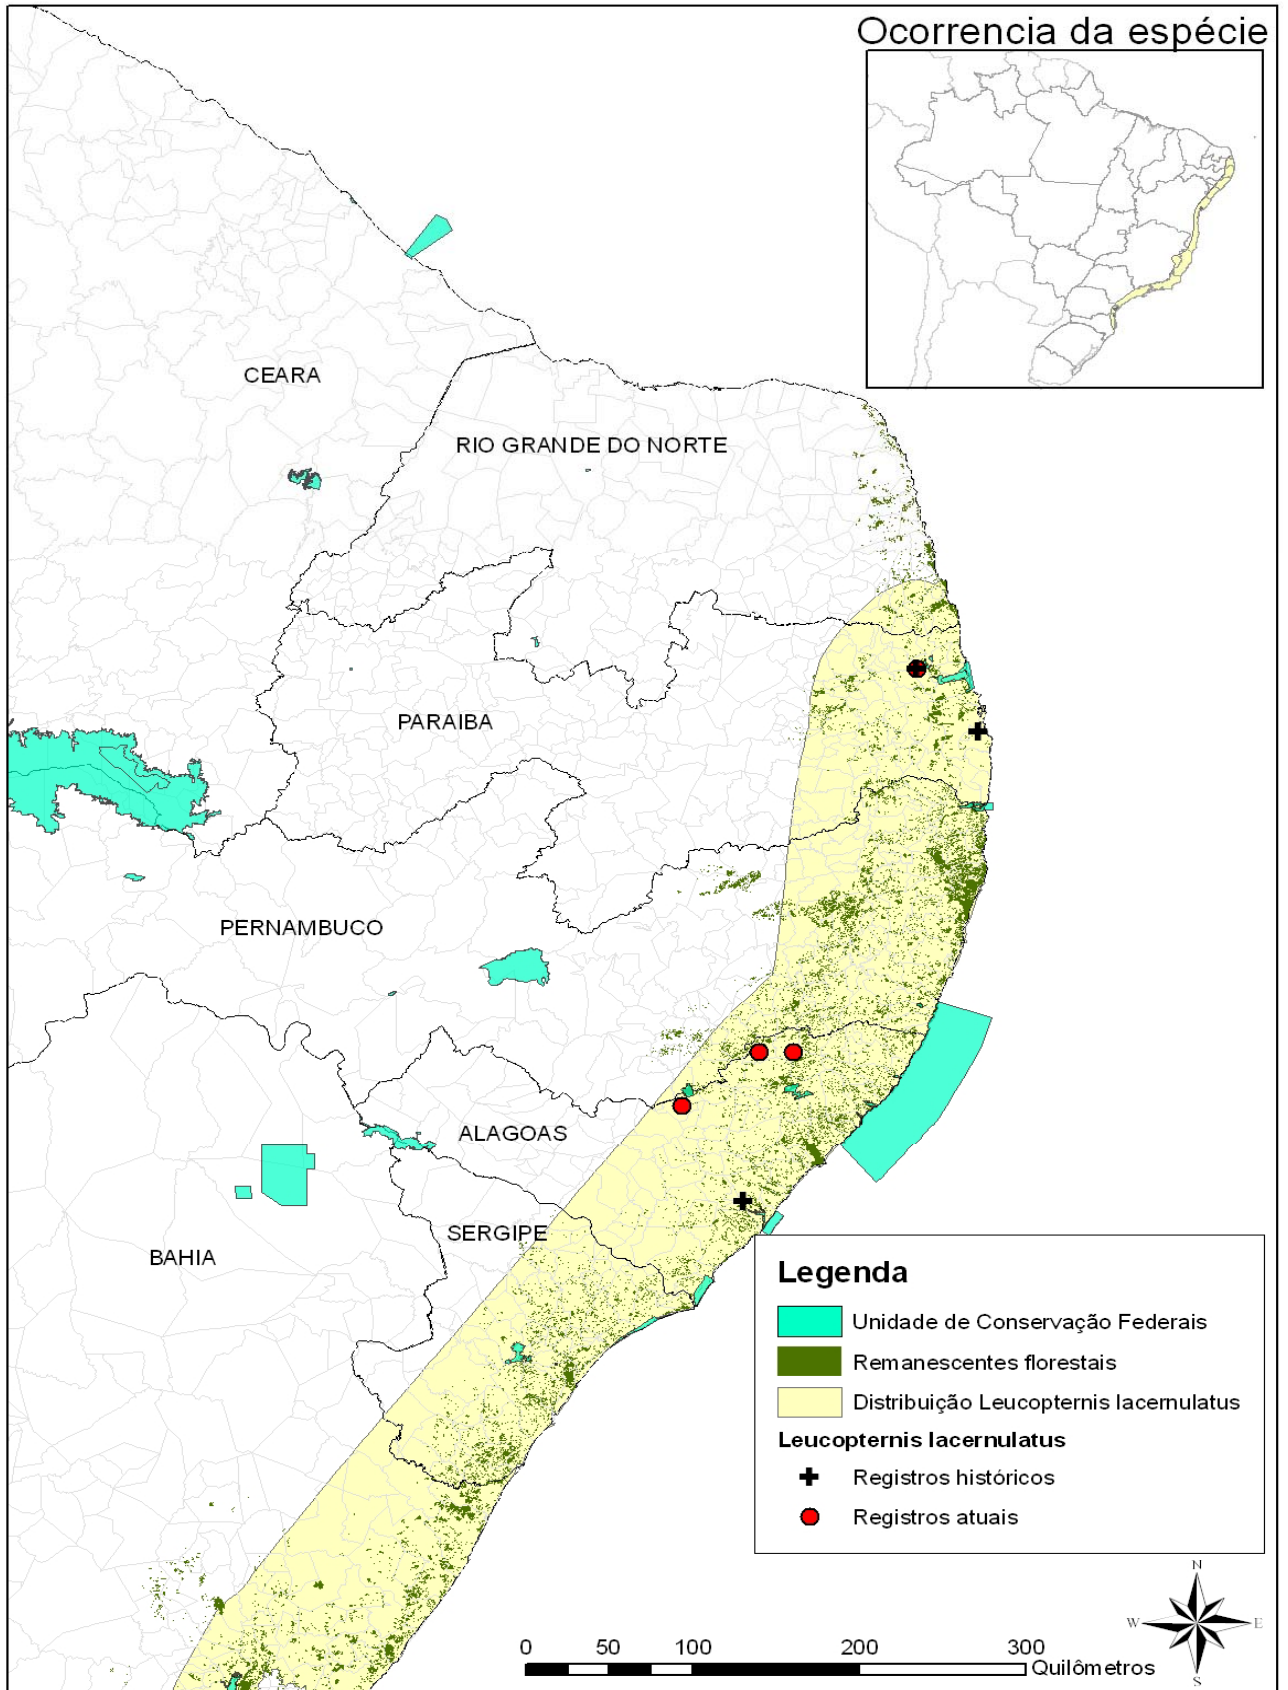 Ocorrencia da espécie
CEARA
RIO GRANDE DO NORTE
PARAIBA
PERNAMBUCO
ALAGOAS
SERGIPE
BAHIA
Legenda
Unidade de Conservação Federais
Remanescentes florestais
Distribuição Leucopternis lacernulatus
Leucopternis lacernulatus
Registros históricos
Registros atuais
N
W E
S
0 50 100 200 300
Quilômetros